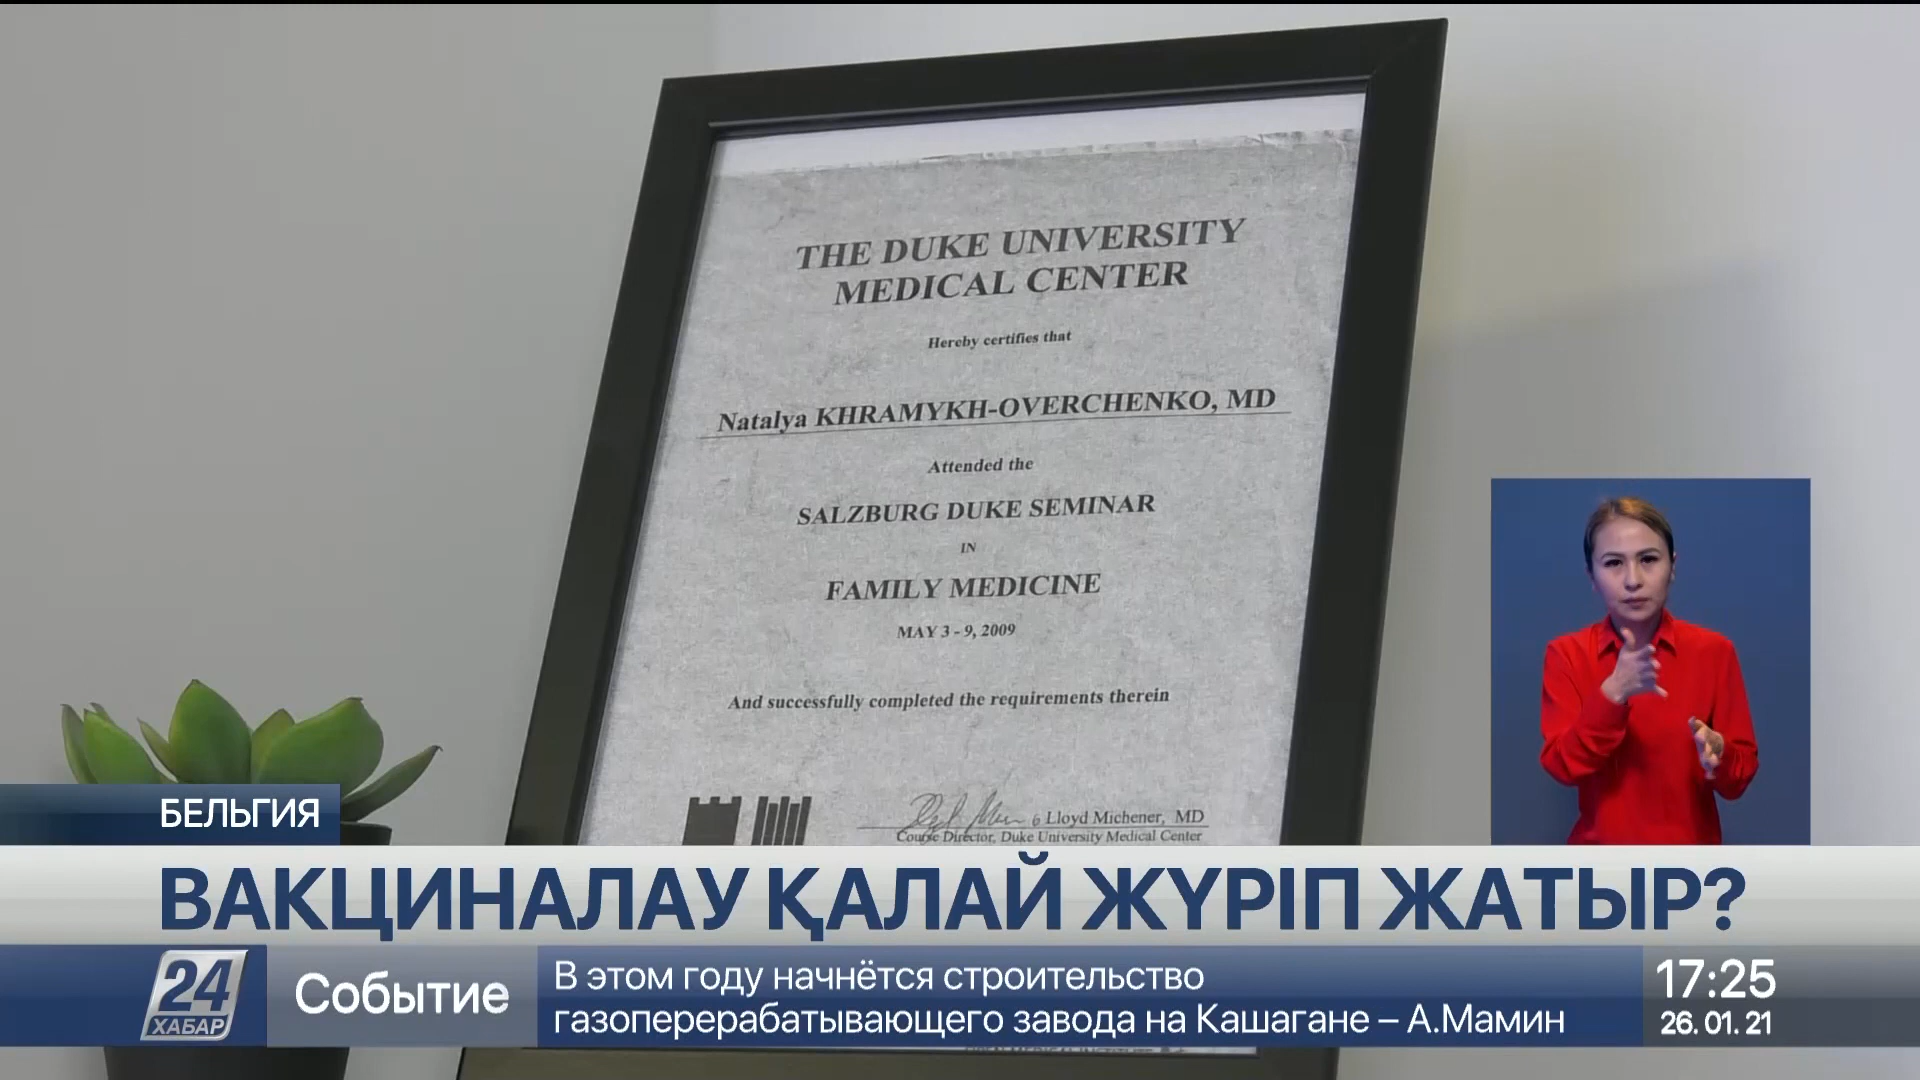 THE DUKE UNIVERSITY
MEDICAL CENTER
Hereby certifies that
Natalya KHRAMYKH-OVERCHENKO, MD
Attended the
SALZBURG DUKE SEMINAR
IN
FAMILY MEDICINE
MAY 3 - 9, 2009
And successfully completed the requirements therein
Lloyd Michener, MD
Course Director, Duke University Medical Center
БЕЛЬГИЯ
ВАКЦИНАЛАУ ҚАЛАЙ ЖҮРІП ЖАТЫР?
24
ХАБАР
Событие
В этом году начнётся строительство
газоперерабатывающего завода на Кашагане – А.Мамин
17:25
26.01.21